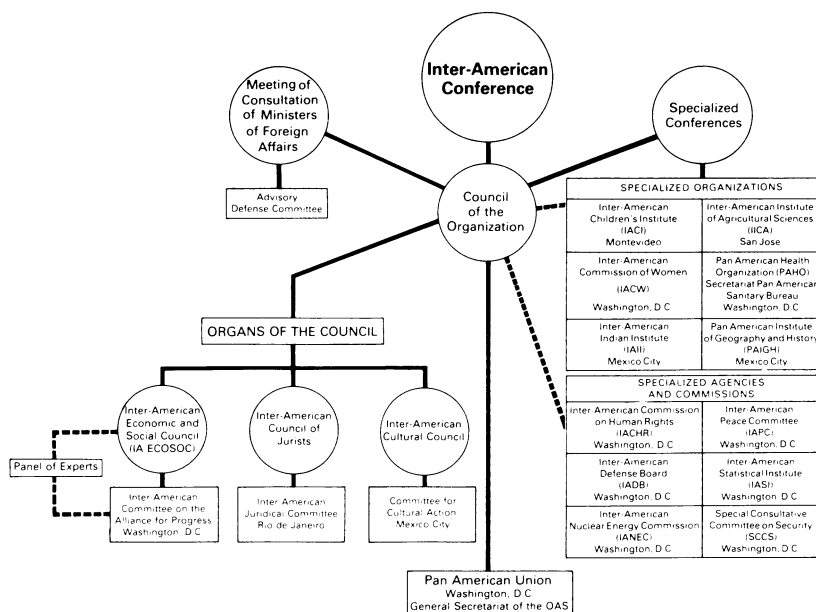 Inter-American
Conference
Meeting of
Consultation
of Ministers
of Foreign
Affairs
Specialized
Conferences
Advisory
Defense Committee
Council
of the
Organization
SPECIALIZED ORGANIZATIONS
Inter-American
Children's Institute
(IACI)
Montevideo
Inter-American Institute
of Agricultural Sciences
(IICA)
San Jose
Inter-American
Commission of Women
(IACW)
Washington, D C
Pan American Health
Organization (PAHO)
Secretariat Pan American
Sanitary Bureau
Washington, D C
Inter-American
Indian Institute
(IAII)
Mexico City
Pan American Institute
of Geography and History
(PAIGH)
Mexico City
SPECIALIZED AGENCIES
AND COMMISSIONS
Inter-American Commission
on Human Rights
(IACHR)
Washington, D C
Inter-American
Peace Committee
(IAPC)
Washington, D C
Inter-American
Defense Board
(IADB)
Washington, D C
Inter-American
Statistical Institute
(IASI)
Washington, D C
Inter-American
Nuclear Energy Commission
(IANEC)
Washington, D C
Special Consultative
Committee on Security
(SCCS)
Washington, D C
ORGANS OF THE COUNCIL
Inter-American
Economic and
Social Council
(IA ECOSOC)
Inter-American
Council of
Jurists
Inter-American
Cultural Council
Panel of Experts
Inter-American
Committee on the
Alliance for Progress
Washington, D C
Inter American
Juridical Committee
Rio de Janeiro
Committee for
Cultural Action
Mexico City
Pan American Union
Washington, D C
General Secretariat of the OAS